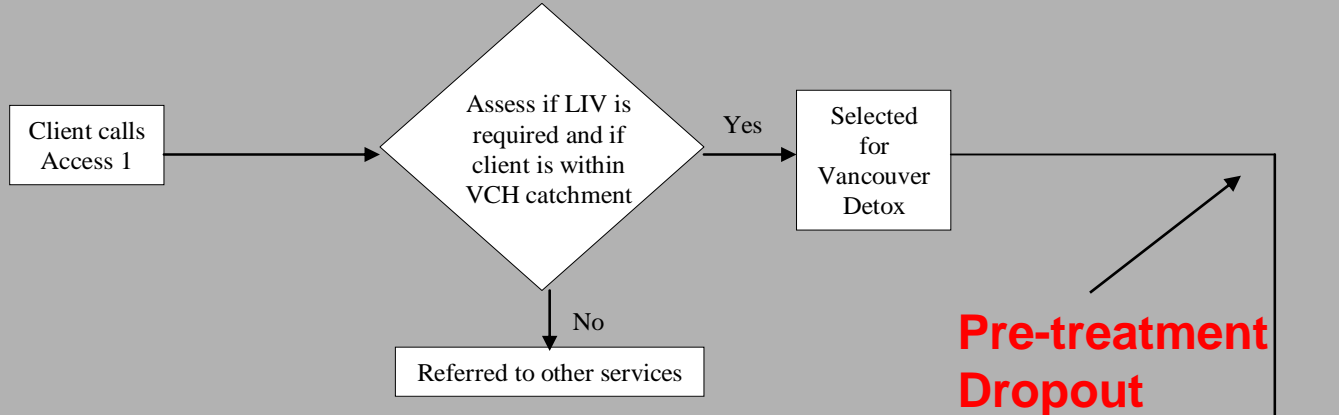 Client calls
Access 1
Assess if LIV is
required and if
client is within
VCH catchment
Yes
Selected
for
Vancouver
Detox
No
Referred to other services
Pre-treatment
Dropout